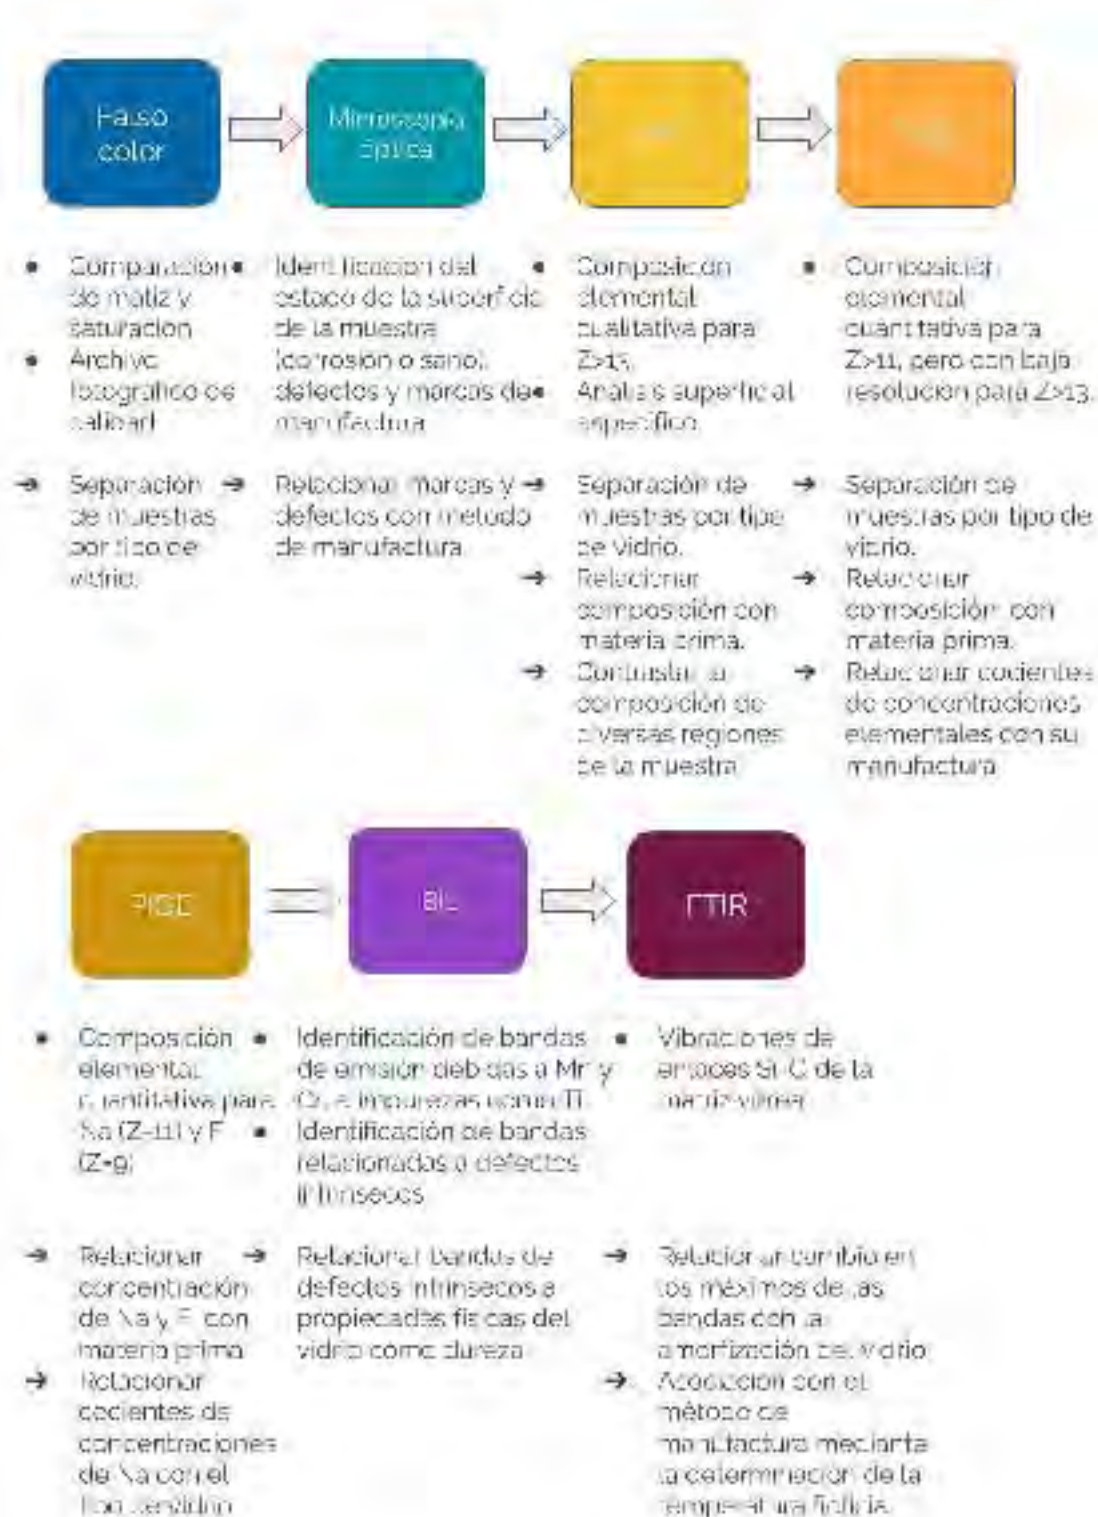 Falso
color
Microscopía
óptica
PIGE
FTIR
Comparación
de matiz y
saturación
Archivo
fotográfico de
calidad
Separación
de muestras
por tipo de
vidrio.
Identificación del
estado de la superficie
de la muestra
(corrosión o sano),
defectos y marcas de
manufactura
Relacionar marcas y
defectos con método
de manufactura
Composición
elemental
cualitativa para
Análisis superficial
específico
Separación de
muestras por tipo
de vidrio.
Relacionar
composición con
materia prima.
Contrastar la
composición de
diversas regiones
de la muestra
Composición
elemental
cuantitativa para
Z>11, pero con baja
resolución para Z>13.
Separación de
muestras por tipo de
vidrio.
Relacionar
composición con
materia prima.
Relacionar cocientes
de concentraciones
elementales con su
manufactura
Composición
elemental
cuantitativa para
Na (Z=11) y F
(Z=9)
Relacionar
concentración
de Na y F con
materia prima
Relacionar
cocientes de
concentraciones
de Na con el
tipo de vidrio
Identificación de bandas
de emisión debidas a Mn y
impurezas como Ti
Identificación de bandas
relacionadas a defectos
intrínsecos
Relacionar bandas de
defectos intrínsecos a
propiedades físicas del
vidrio como dureza
Vibraciones de
enlaces Si-O de la
matriz vítrea
Relacionar cambio en
los máximos de las
bandas con la
amorfización del vidrio
Asociación con el
método de
manufactura mediante
la determinación de la
temperatura ficticia.